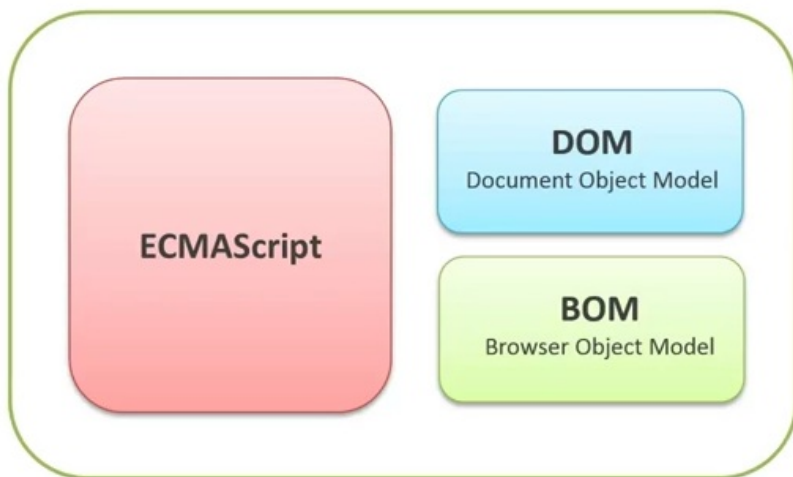 ECMAScript
DOM
Document Object Model
BOM
Browser Object Model